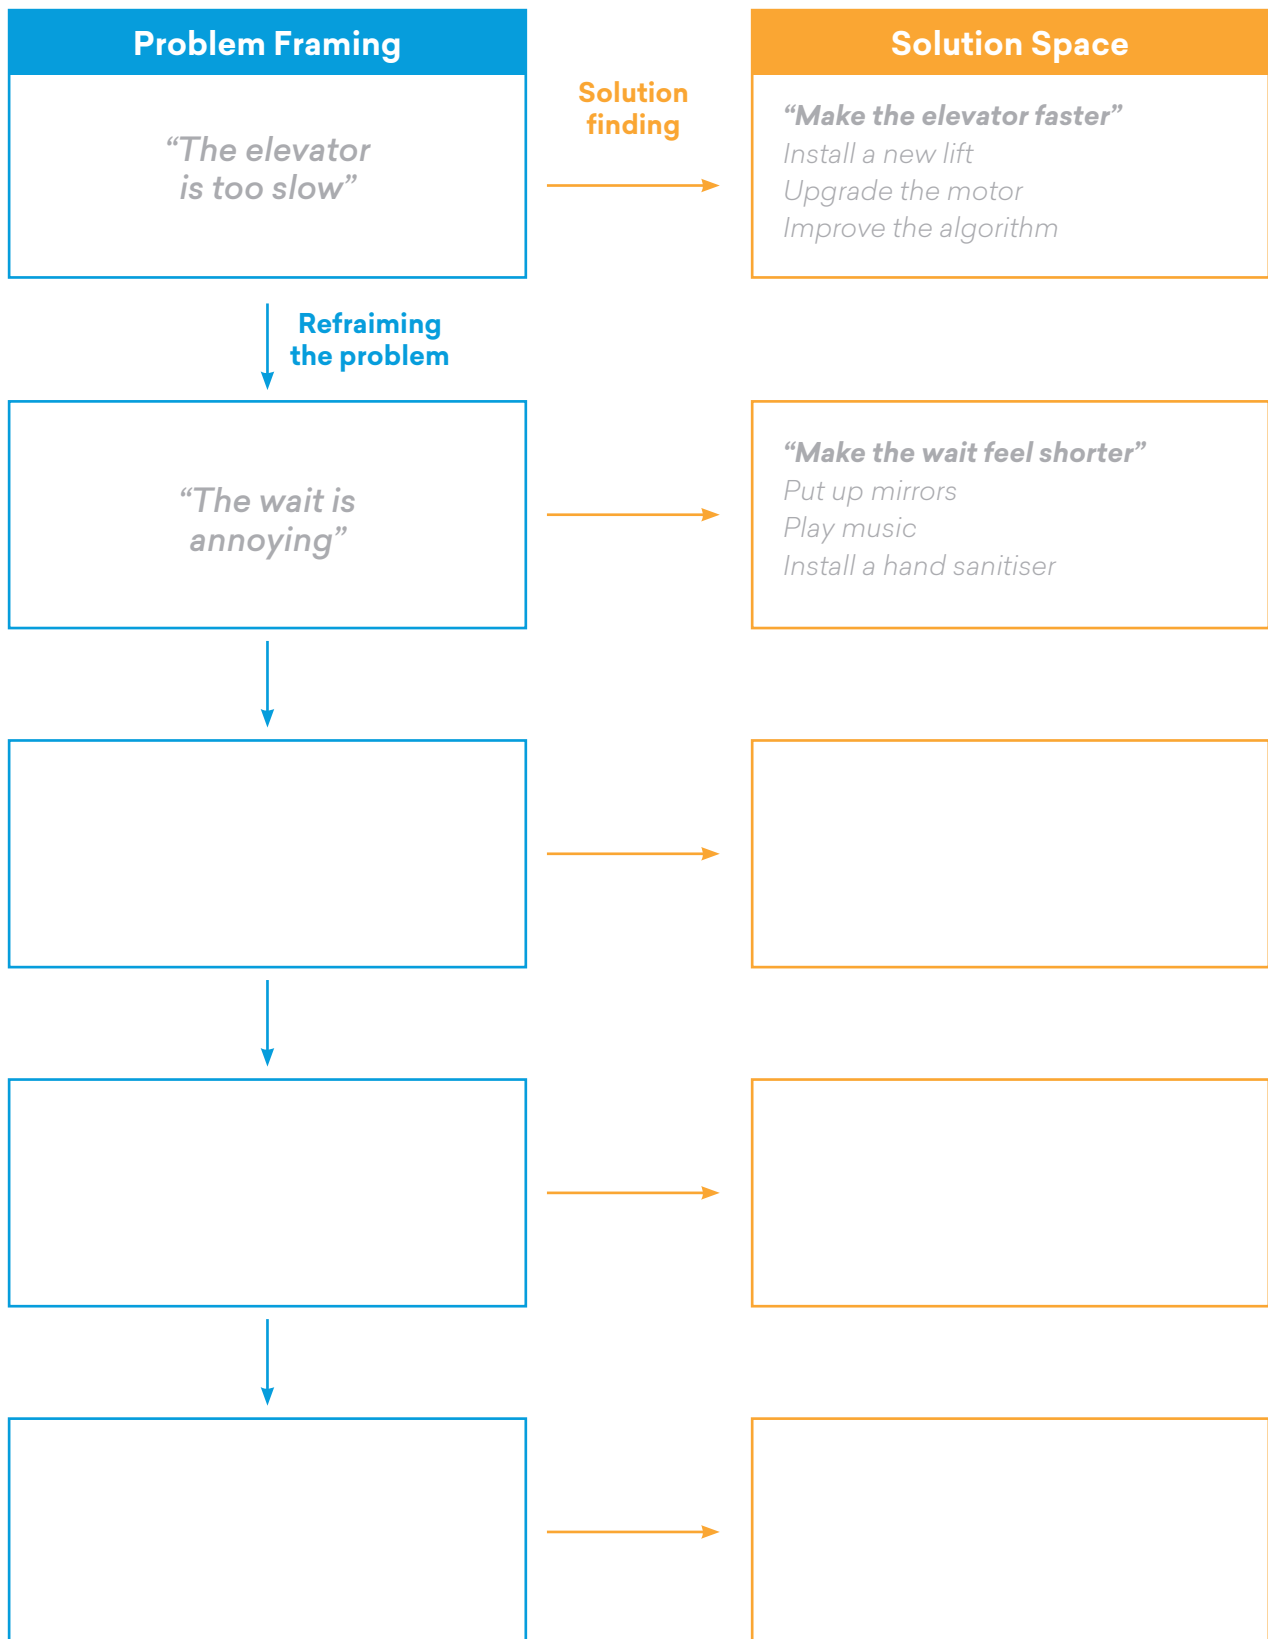 Problem Framing
Solution Space
“The elevator
is too slow”
Solution
finding
“Make the elevator faster”
Install a new lift
Upgrade the motor
Improve the algorithm
Refraiming
the problem
“The wait is
annoying”
“Make the wait feel shorter”
Put up mirrors
Play music
Install a hand sanitiser